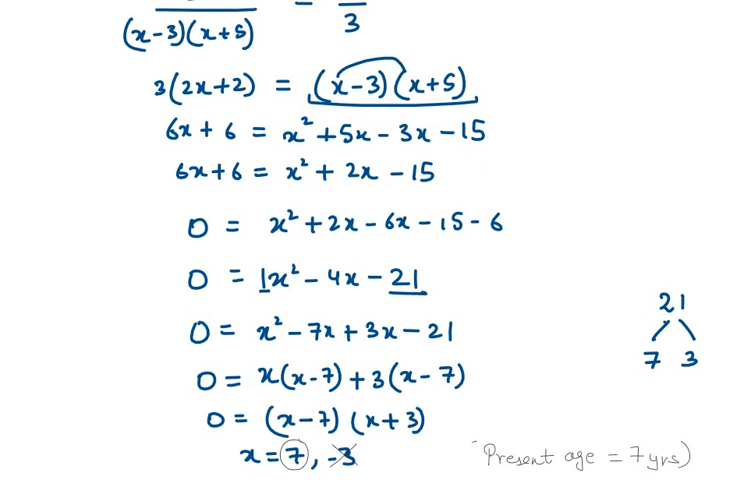 (x-3)(x+5) = 3
3(2x+2) = (x-3)(x+5)
6x + 6 = x² + 5x - 3x - 15
6x + 6 = x² + 2x - 15
0 = x² + 2x - 6x - 15 - 6
0 = 1x² - 4x - 21
21
0 = x² - 7x + 3x - 21
7 3
0 = x(x-7) + 3(x-7)
0 = (x-7)(x+3)
x = 7, -3
Present age = 7yrs)